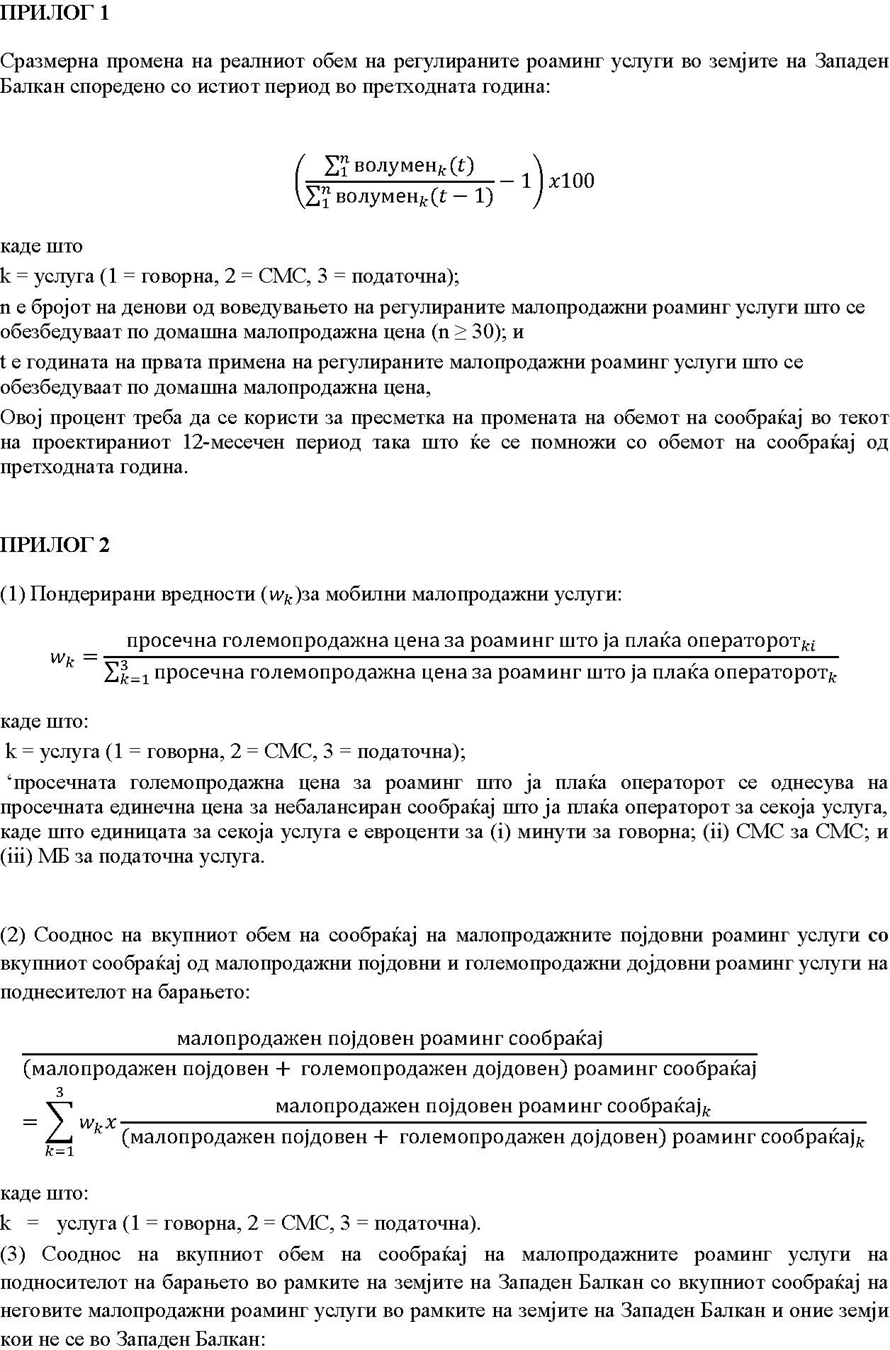 ПРИЛОГ 1
Сразмерна промена на реалниот обем на регулираните роаминг услуги во земјите на Западен
Балкан споредено со истиот период во претходната година:
(∑₁ⁿ волуменₖ(t) / ∑₁ⁿ волуменₖ(t − 1) − 1) x100
каде што
k = услуга (1 = говорна, 2 = СМС, 3 = податочна);
n е бројот на денови од воведувањето на регулираните малопродажни роаминг услуги што се
обезбедуваат по домашна малопродажна цена (n ≥ 30); и
t е годината на првата примена на регулираните малопродажни роаминг услуги што се
обезбедуваат по домашна малопродажна цена,
Овој процент треба да се користи за пресметка на промената на обемот на сообраќај во текот
на проектираниот 12-месечен период така што ќе се помножи со обемот на сообраќај од
претходната година.
ПРИЛОГ 2
(1) Пондерирани вредности (wₖ)за мобилни малопродажни услуги:
wₖ = просечна големопродажна цена за роаминг што ја плаќа операторотₖᵢ / ∑³ₖ₌₁ просечна големопродажна цена за роаминг што ја плаќа операторотₖ
каде што:
k = услуга (1 = говорна, 2 = СМС, 3 = податочна);
‘просечната големопродажна цена за роаминг што ја плаќа операторот се однесува на
просечната единечна цена за небалансиран сообраќај што ја плаќа операторот за секоја услуга,
каде што единицата за секоја услуга е евроценти за (i) минути за говорна; (ii) СМС за СМС; и
(iii) МБ за податочна услуга.
(2) Сооднос на вкупниот обем на сообраќај на малопродажните појдовни роаминг услуги со
вкупниот сообраќај од малопродажни појдовни и големопродажни дојдовни роаминг услуги на
поднесителот на барањето:
малопродажен појдовен роаминг сообраќај
(малопродажен појдовен + големопродажен дојдовен) роаминг сообраќај
= ∑³ₖ₌₁ wₖ x малопродажен појдовен роаминг сообраќајₖ / (малопродажен појдовен + големопродажен дојдовен) роаминг сообраќајₖ
каде што:
k = услуга (1 = говорна, 2 = СМС, 3 = податочна).
(3) Сооднос на вкупниот обем на сообраќај на малопродажните роаминг услуги на
подносителот на барањето во рамките на земјите на Западен Балкан со вкупниот сообраќај на
неговите малопродажни роаминг услуги во рамките на земјите на Западен Балкан и оние земји
кои не се во Западен Балкан: